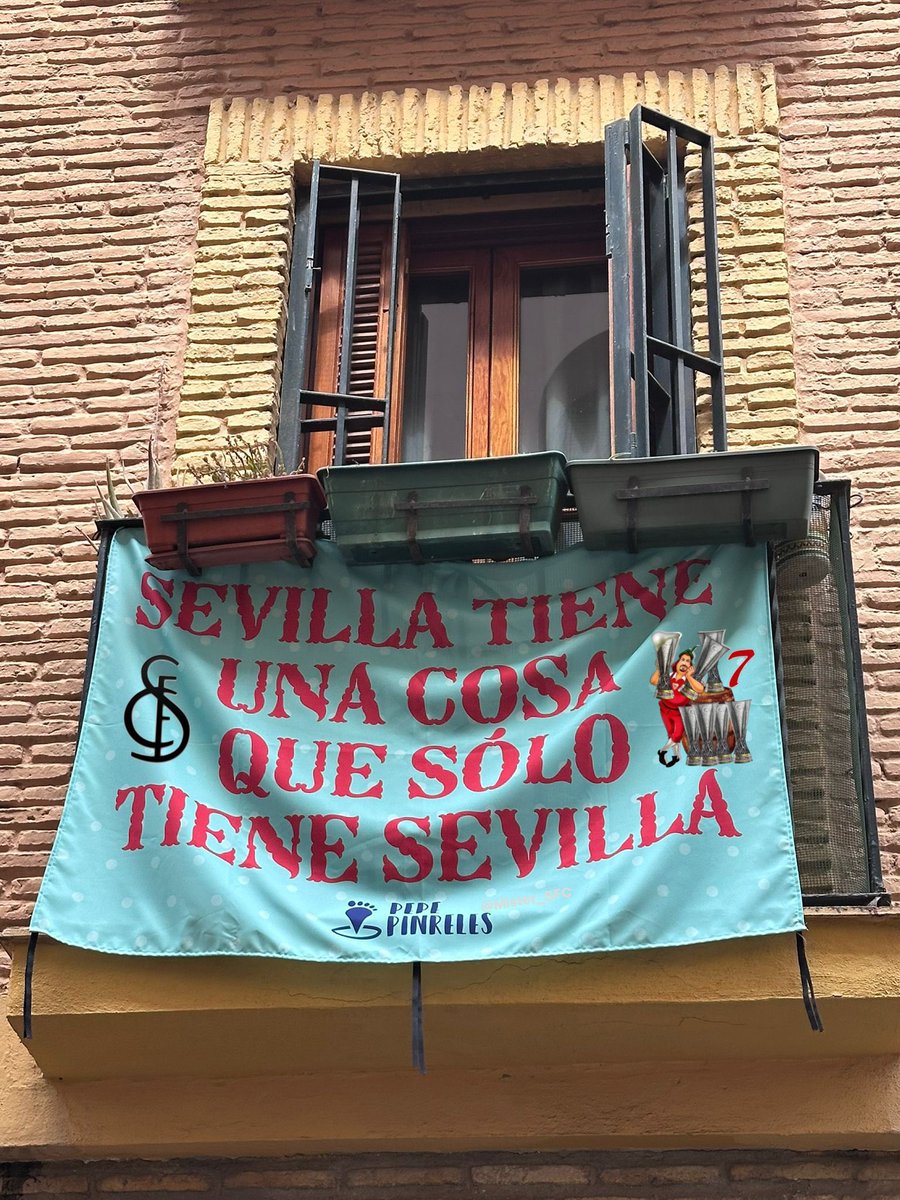 SEVILLA TIENE
UNA COSA
QUE SÓLO
TIENE SEVILLA
7
PEPE
PINRELES